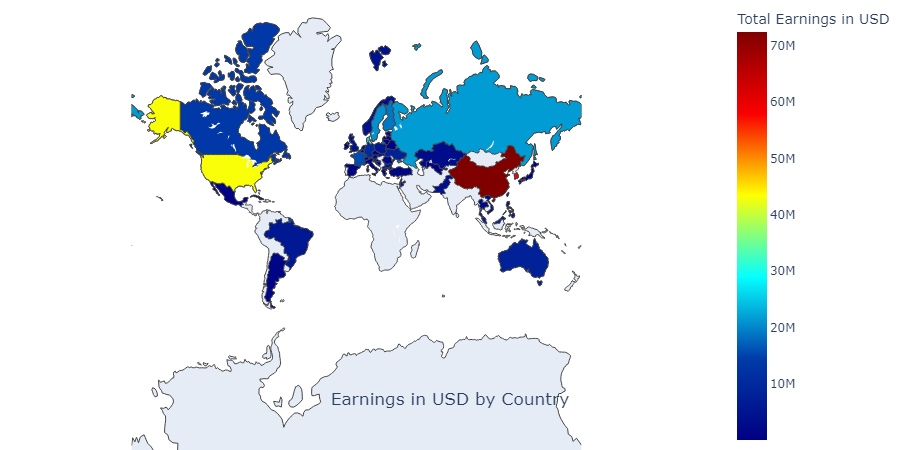 Total Earnings in USD
70M
60M
50M
40M
30M
20M
10M
Earnings in USD by Country